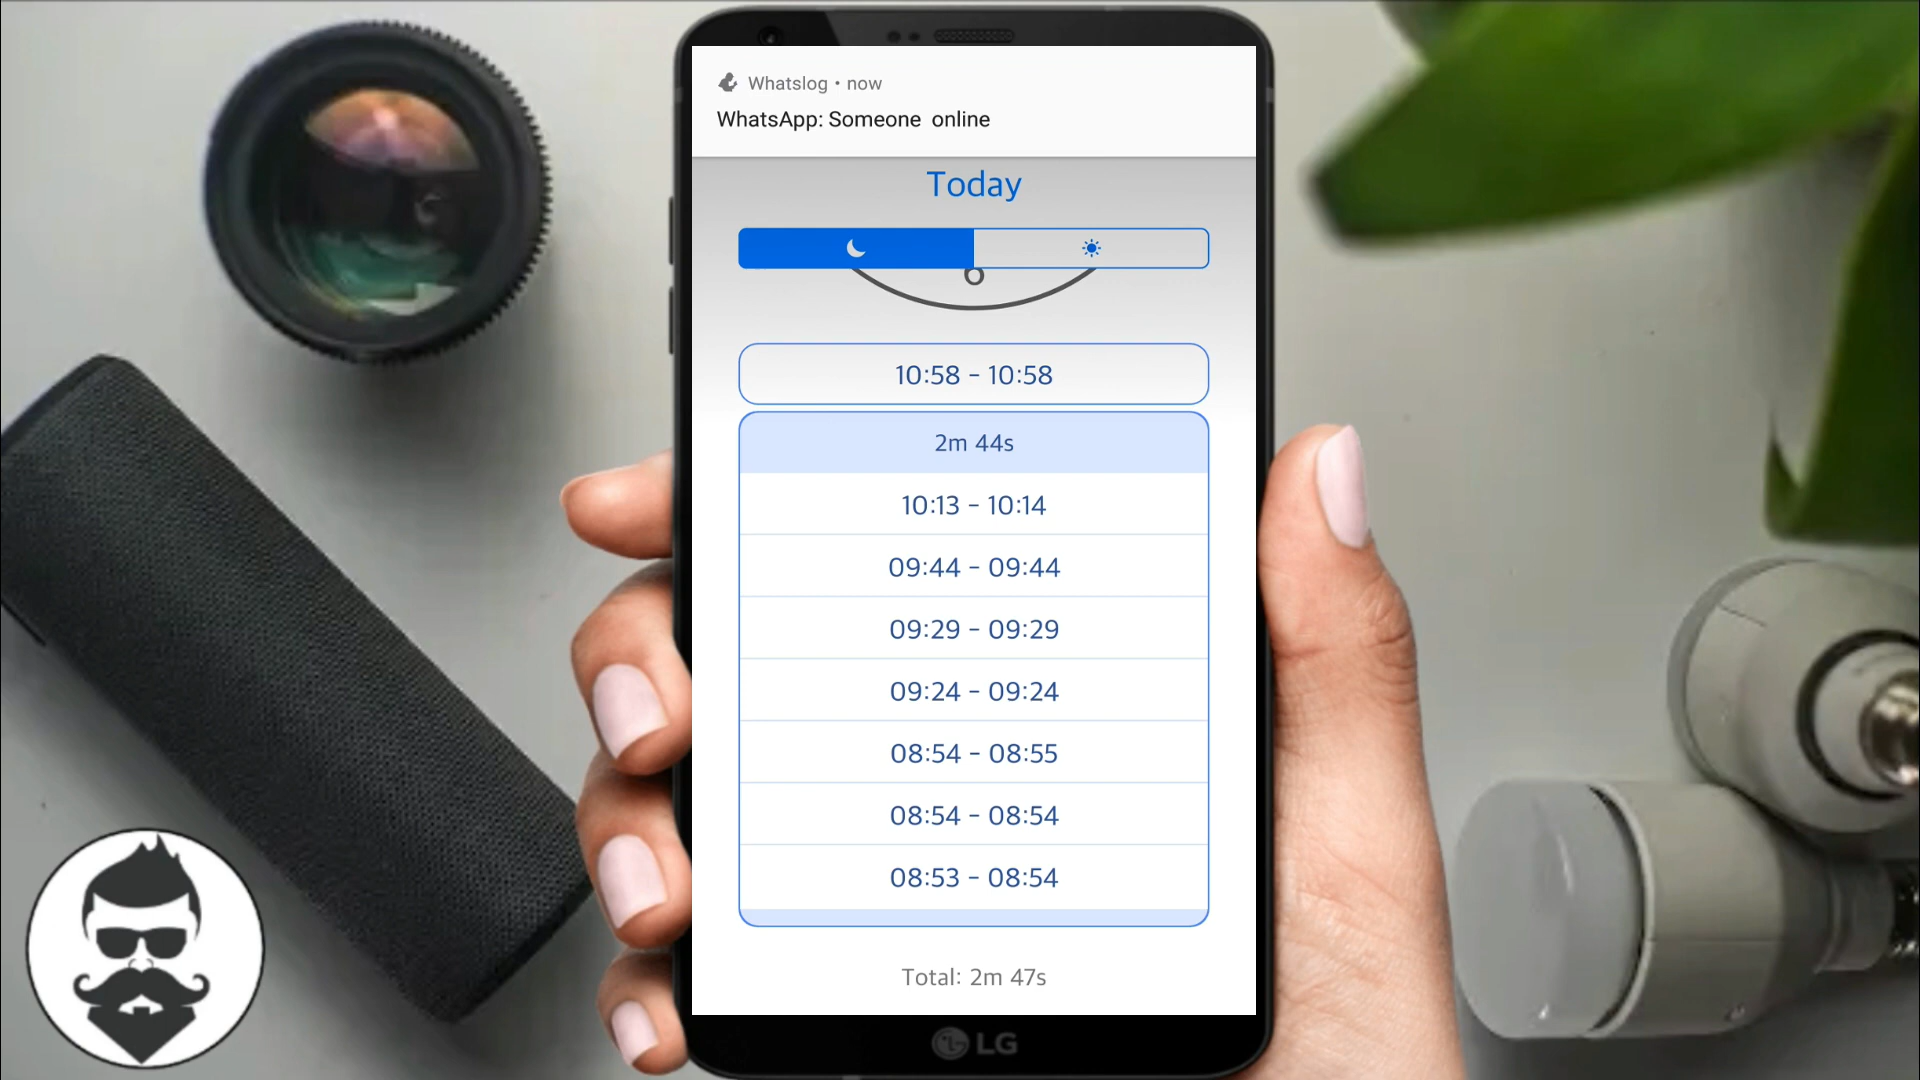 Whatslog • now
WhatsApp: Someone online
Today
10:58 - 10:58
2m 44s
10:13 - 10:14
09:44 - 09:44
09:29 - 09:29
09:24 - 09:24
08:54 - 08:55
08:54 - 08:54
08:53 - 08:54
Total: 2m 47s
LG